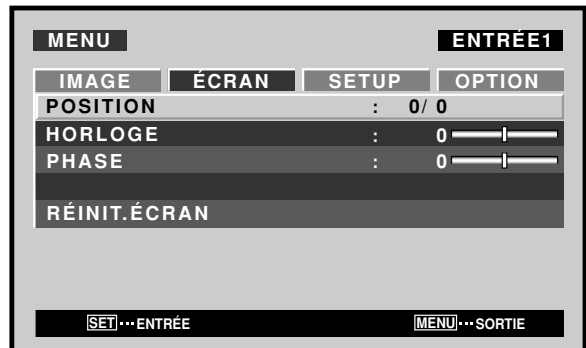 MENU ENTRÉE1
IMAGE ÉCRAN SETUP OPTION
POSITION : 0/ 0
HORLOGE : 0
PHASE : 0
RÉINIT.ÉCRAN
SET ··· ENTRÉE MENU ··· SORTIE